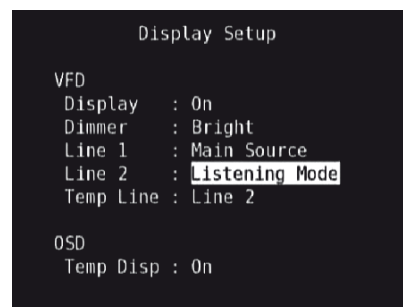 Display Setup
VFD
Display : On
Dimmer : Bright
Line 1 : Main Source
Line 2 : Listening Mode
Temp Line : Line 2
OSD
Temp Disp : On